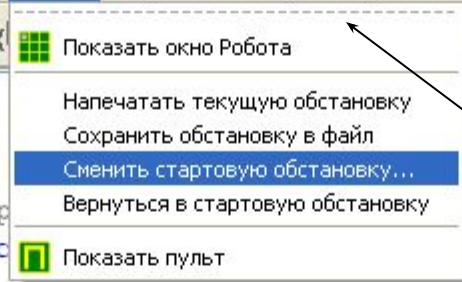 Показать окно Робота
Напечатать текущую обстановку
Сохранить обстановку в файл
Сменить стартовую обстановку...
Вернуться в стартовую обстановку
Показать пульт